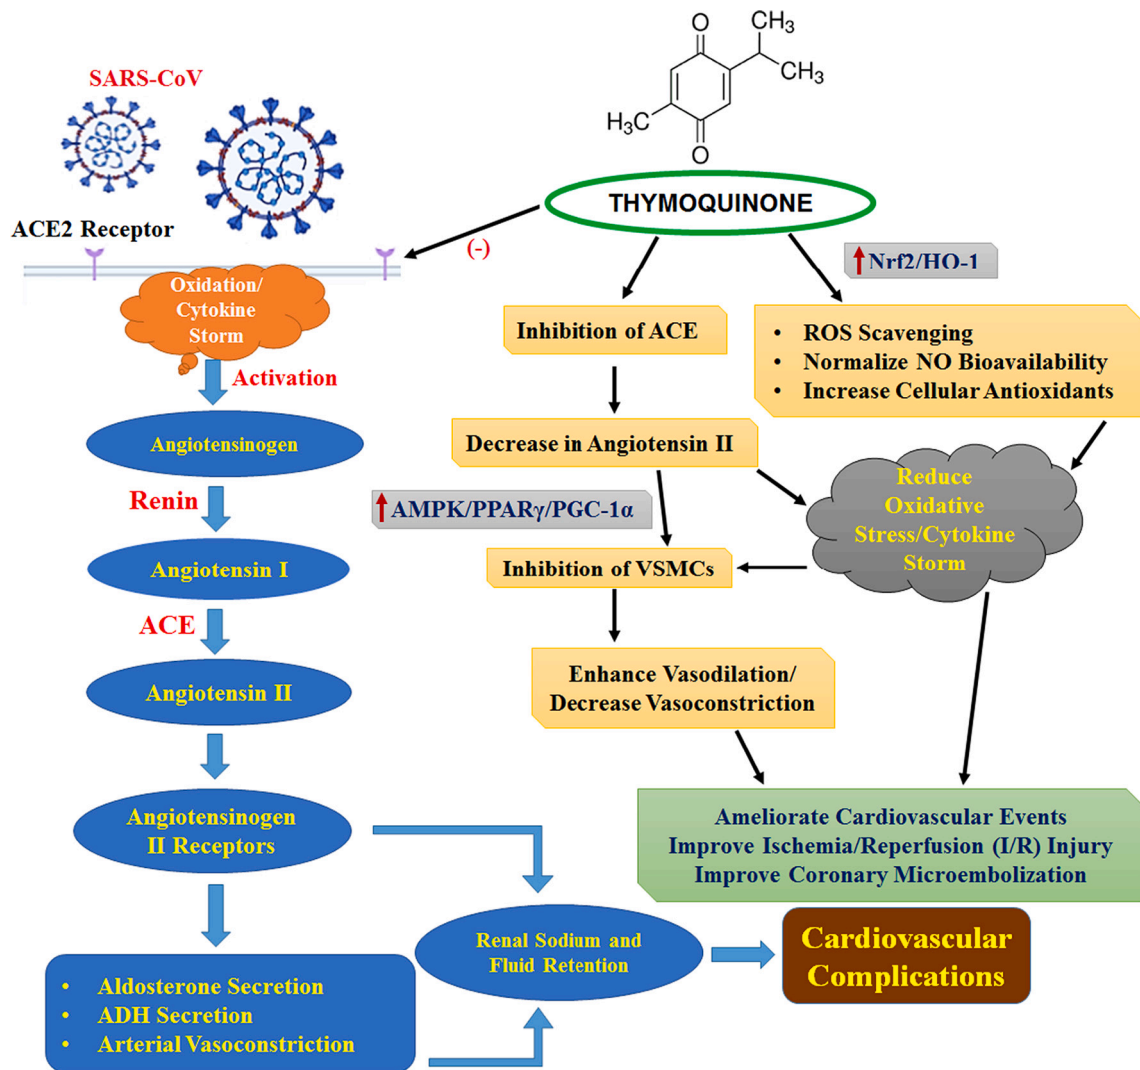 O
CH₃
CH₃
H₃C
O
SARS-CoV
THYMOQUINONE
ACE2 Receptor
(-)
Nrf2/HO-1
Oxidation/
Cytokine
Storm
Activation
Inhibition of ACE
• ROS Scavenging
• Normalize NO Bioavailability
• Increase Cellular Antioxidants
Angiotensinogen
Decrease in Angiotensin II
Reduce
Oxidative
Stress/Cytokine
Storm
Renin
AMPK/PPARγ/PGC-1α
Angiotensin I
Inhibition of VSMCs
ACE
Angiotensin II
Enhance Vasodilation/
Decrease Vasoconstriction
Angiotensinogen
II Receptors
Ameliorate Cardiovascular Events
Improve Ischemia/Reperfusion (I/R) Injury
Improve Coronary Microembolization
Renal Sodium and
Fluid Retention
Cardiovascular
Complications
• Aldosterone Secretion
• ADH Secretion
• Arterial Vasoconstriction